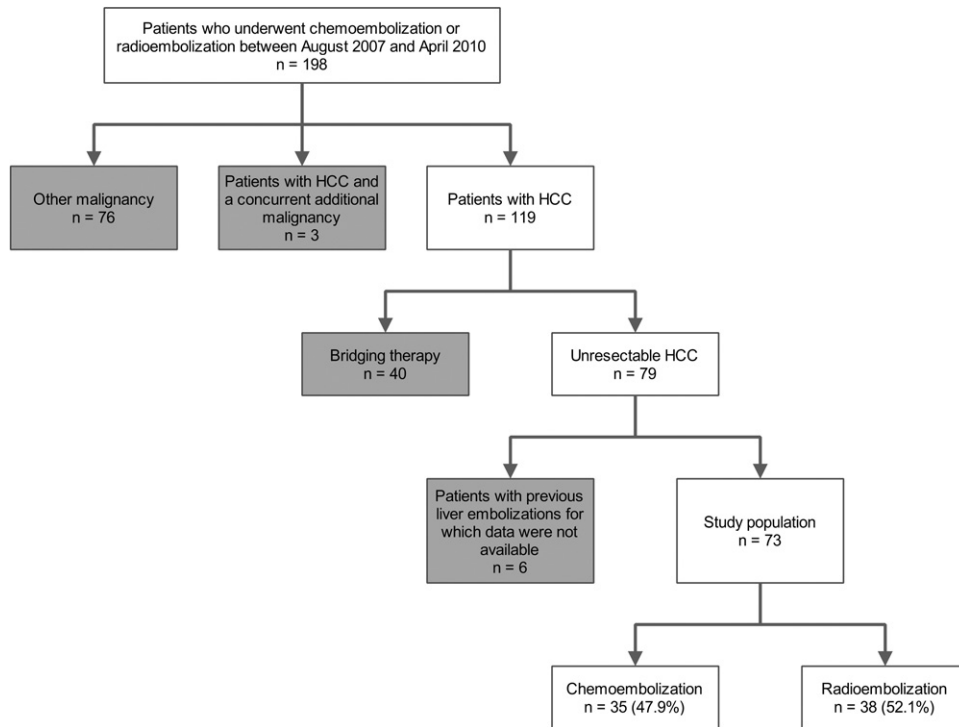 Patients who underwent chemoembolization or
radioembolization between August 2007 and April 2010
n = 198
Other malignancy
n = 76
Patients with HCC and
a concurrent additional
malignancy
n = 3
Patients with HCC
n = 119
Bridging therapy
n = 40
Unresectable HCC
n = 79
Patients with previous
liver embolizations for
which data were not
available
n = 6
Study population
n = 73
Chemoembolization
n = 35 (47.9%)
Radioembolization
n = 38 (52.1%)